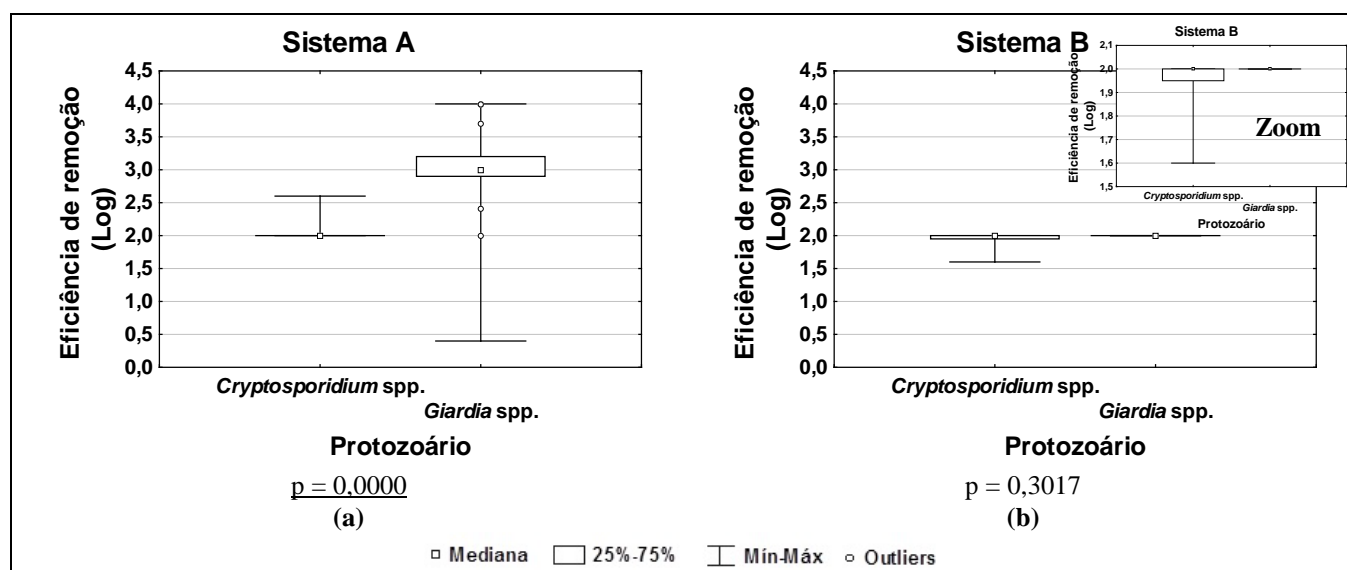 Sistema A
Eficiência de remoção
(Log)
4,5
4,0
3,5
3,0
2,5
2,0
1,5
1,0
0,5
0,0
Cryptosporidium spp.
Giardia spp.
Protozoário
p = 0,0000
(a)
Sistema B
Eficiência de remoção
(Log)
4,5
4,0
3,5
3,0
2,5
2,0
1,5
1,0
0,5
0,0
Cryptosporidium spp.
Giardia spp.
Protozoário
p = 0,3017
(b)
Sistema B
Eficiência de remoção
(Log)
2,1
2,0
1,9
1,8
1,7
1,6
1,5
Zoom
Cryptosporidium spp.
Giardia spp.
Protozoário
Mediana 25%-75% Mín-Máx Outliers